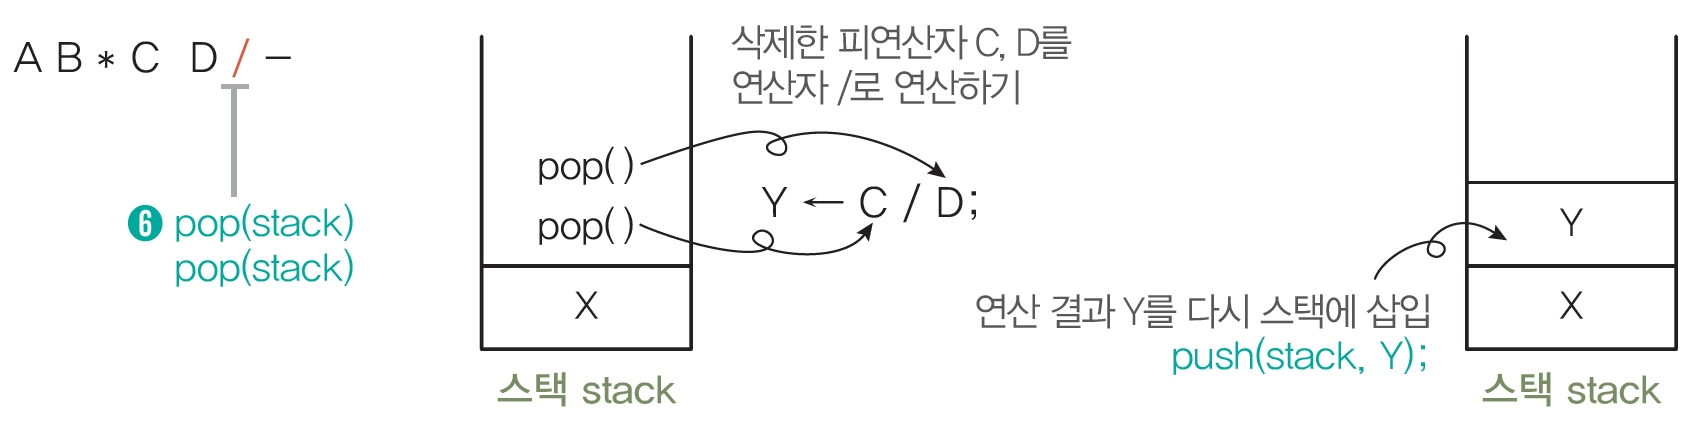 A B * C D / −
❻ pop(stack)
pop(stack)
pop()
pop()
X
스택 stack
삭제한 피연산자 C, D를
연산자 /로 연산하기
Y ← C / D;
연산 결과 Y를 다시 스택에 삽입
push(stack, Y);
Y
X
스택 stack